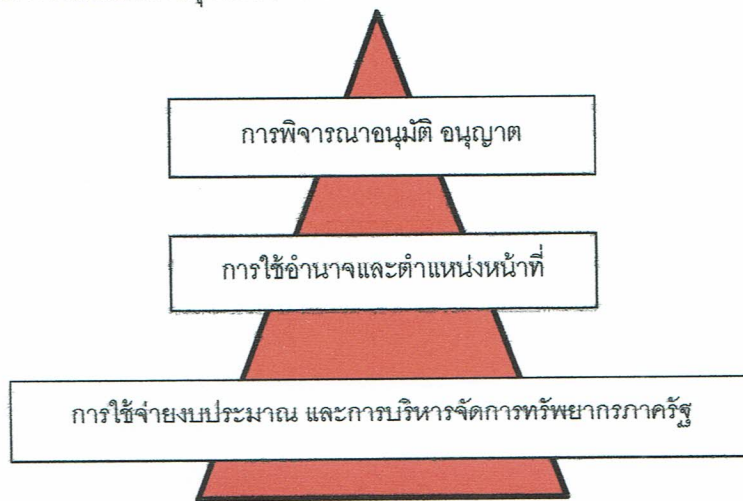 การพิจารณาอนุมัติ อนุญาต
การใช้อำนาจและตำแหน่งหน้าที่
การใช้จ่ายงบประมาณ และการบริหารจัดการทรัพยากรภาครัฐ